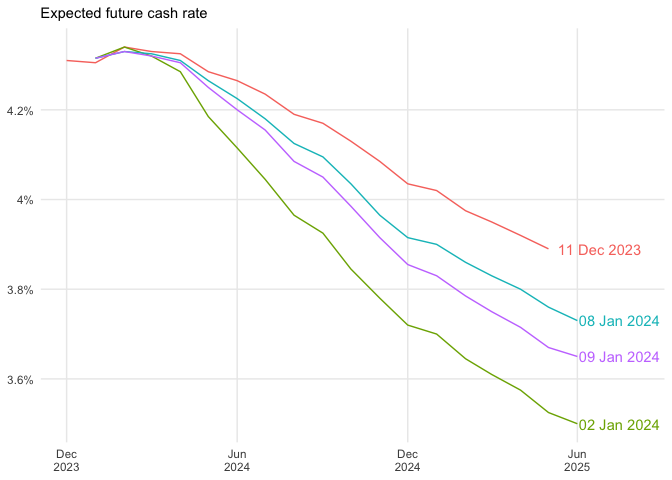 Expected future cash rate
4.2%
4%
3.8%
3.6%
11 Dec 2023
08 Jan 2024
09 Jan 2024
02 Jan 2024
Dec
2023
Jun
2024
Dec
2024
Jun
2025